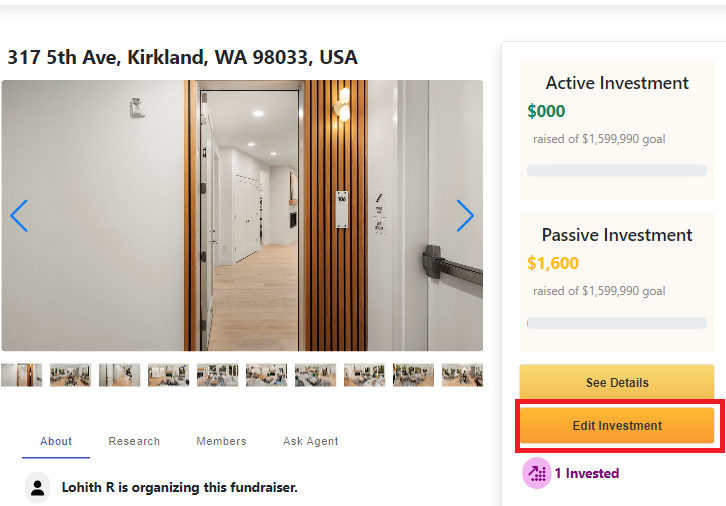 317 5th Ave, Kirkland, WA 98033, USA
106
Active Investment
$000
raised of $1,599,990 goal
Passive Investment
$1,600
raised of $1,599,990 goal
See Details
Edit Investment
1 Invested
About
Research
Members
Ask Agent
Lohith R is organizing this fundraiser.